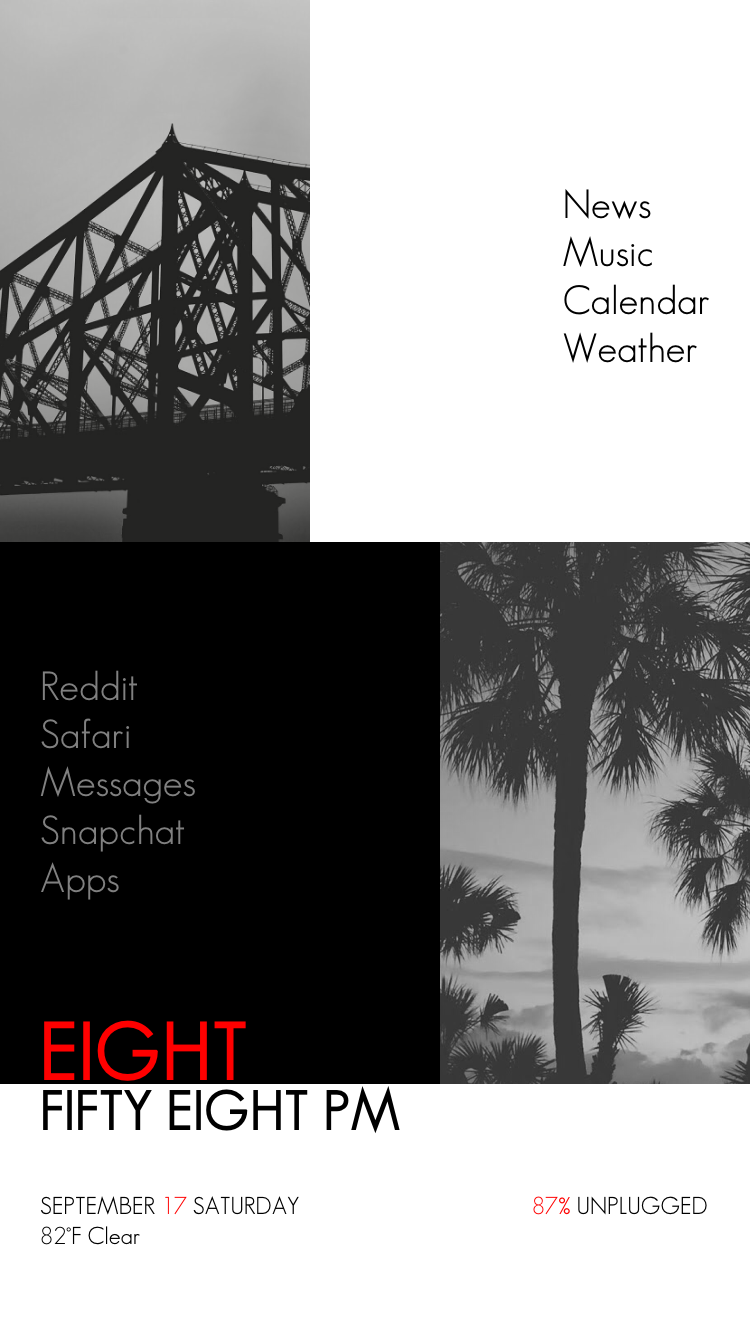 News
Music
Calendar
Weather
Reddit
Safari
Messages
Snapchat
Apps
EIGHT
FIFTY EIGHT PM
SEPTEMBER 17 SATURDAY
87% UNPLUGGED
82°F Clear